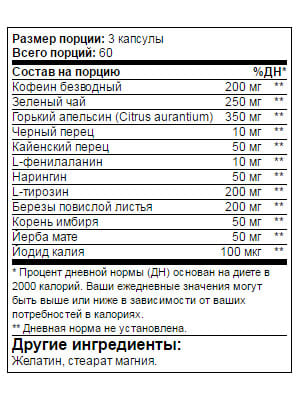 Размер порции: 3 капсулы
Всего порций: 60
Состав на порцию %ДН*
Кофеин безводный 200 мг **
Зеленый чай 250 мг **
Горький апельсин (Citrus aurantium) 350 мг **
Черный перец 10 мг **
Кайенский перец 50 мг **
L-фенилаланин 10 мг **
Нарингин 50 мг **
L-тирозин 200 мг **
Березы повислой листья 200 мг **
Корень имбиря 50 мг **
Йерба мате 50 мг **
Йодид калия 100 мкг **
* Процент дневной нормы (ДН) основан на диете в
2000 калорий. Ваши ежедневные значения могут
быть выше или ниже в зависимости от ваших
потребностей в калориях.
** Дневная норма не установлена.
Другие ингредиенты:
Желатин, стеарат магния.